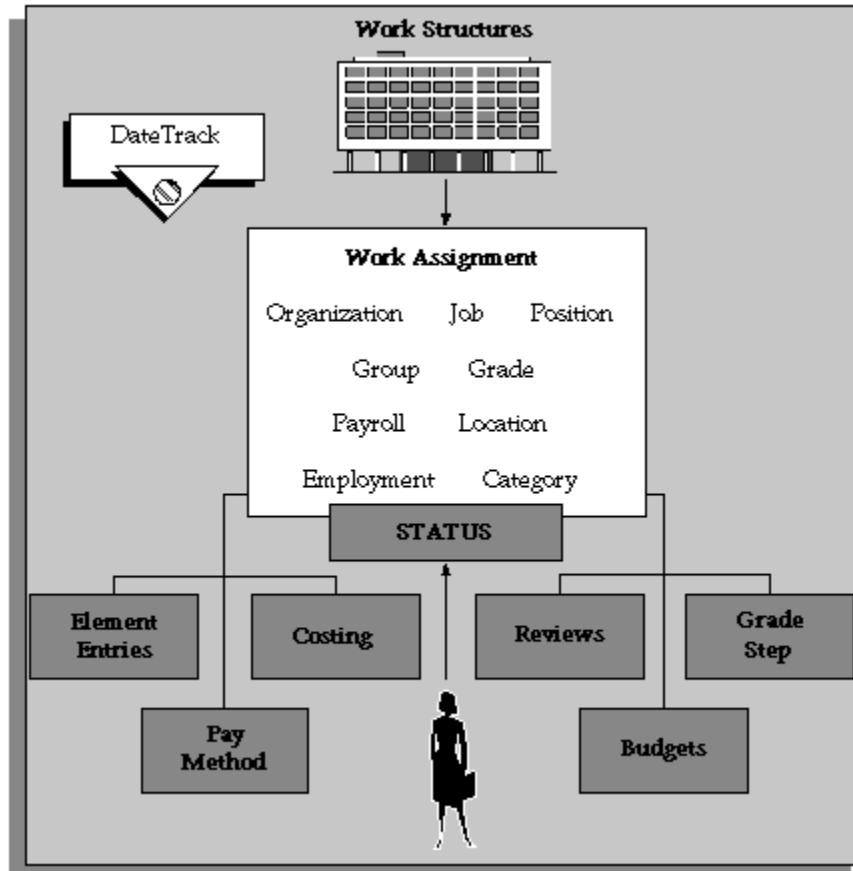 Work Structures
DateTrack
Work Assignment
Organization Job Position
Group Grade
Payroll Location
Employment Category
STATUS
Element
Entries
Costing
Reviews
Grade
Step
Pay
Method
Budgets